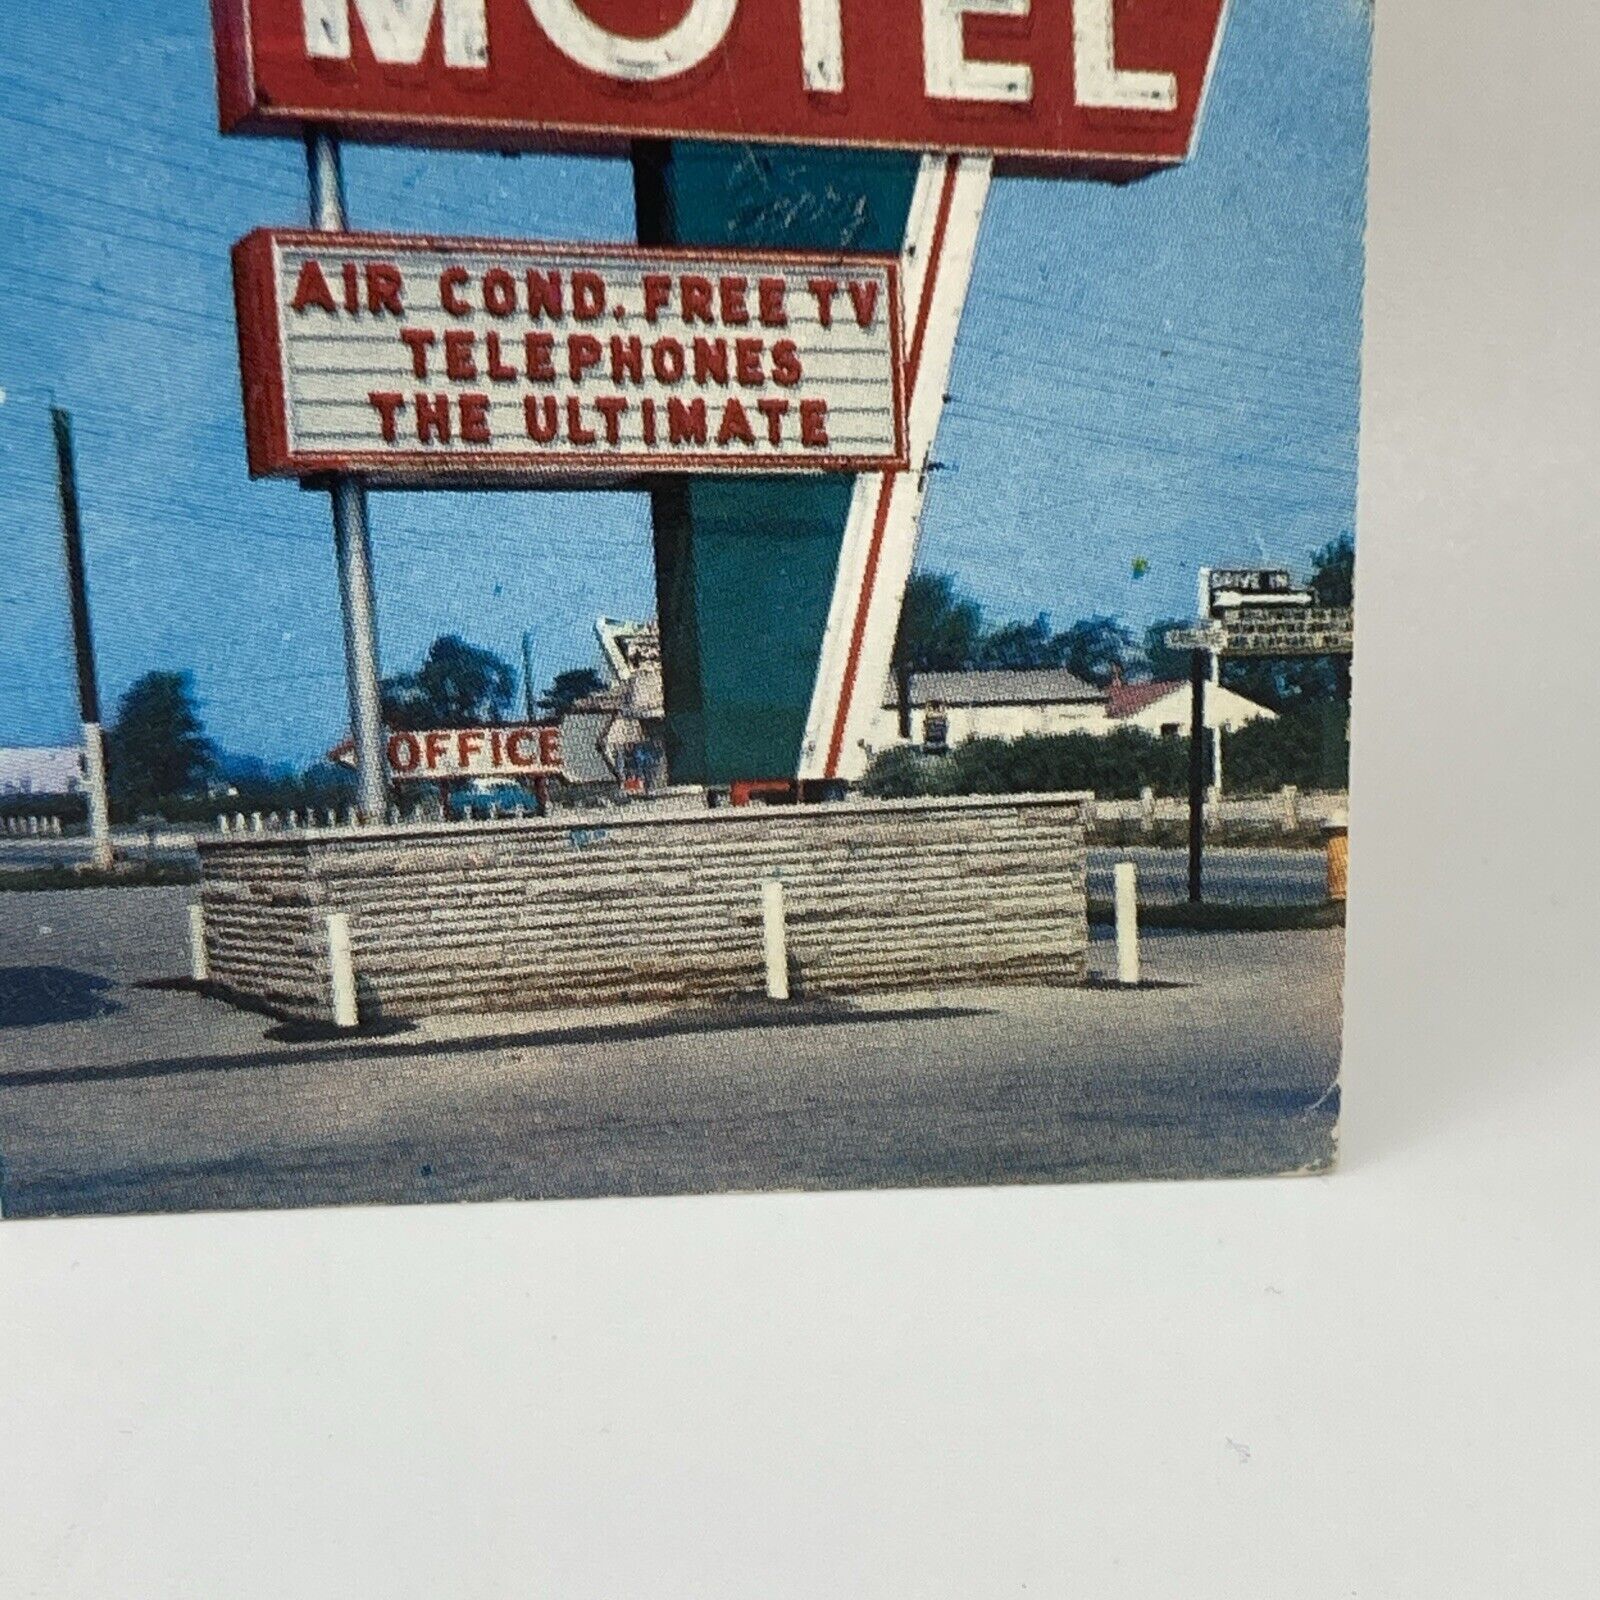 MOTEL
AIR COND. FREE TV
TELEPHONES
THE ULTIMATE
OFFICE
DRIVE IN